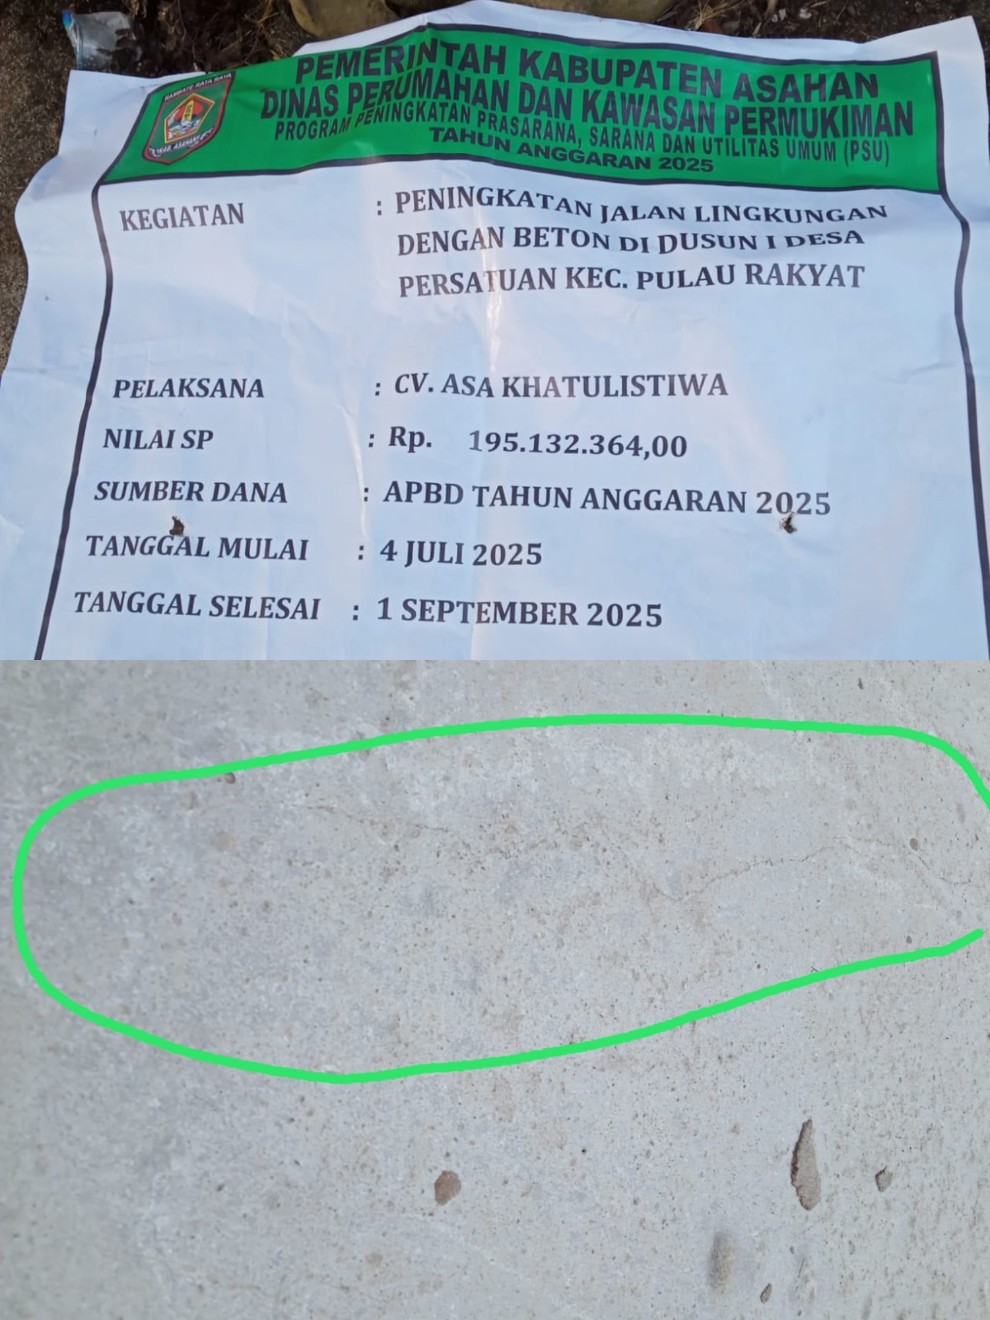 PEMERINTAH KABUPATEN ASAHAN
DINAS PERUMAHAN DAN KAWASAN PERMUKIMAN
PROGRAM PENINGKATAN PRASARANA, SARANA DAN UTILITAS UMUM (PSU)
TAHUN ANGGARAN 2025
KEGIATAN : PENINGKATAN JALAN LINGKUNGAN
DENGAN BETON DI DUSUN I DESA
PERSATUAN KEC. PULAU RAKYAT
PELAKSANA : CV. ASA KHATULISTIWA
NILAI SP : Rp. 195.132.364,00
SUMBER DANA : APBD TAHUN ANGGARAN 2025
TANGGAL MULAI : 4 JULI 2025
TANGGAL SELESAI : 1 SEPTEMBER 2025